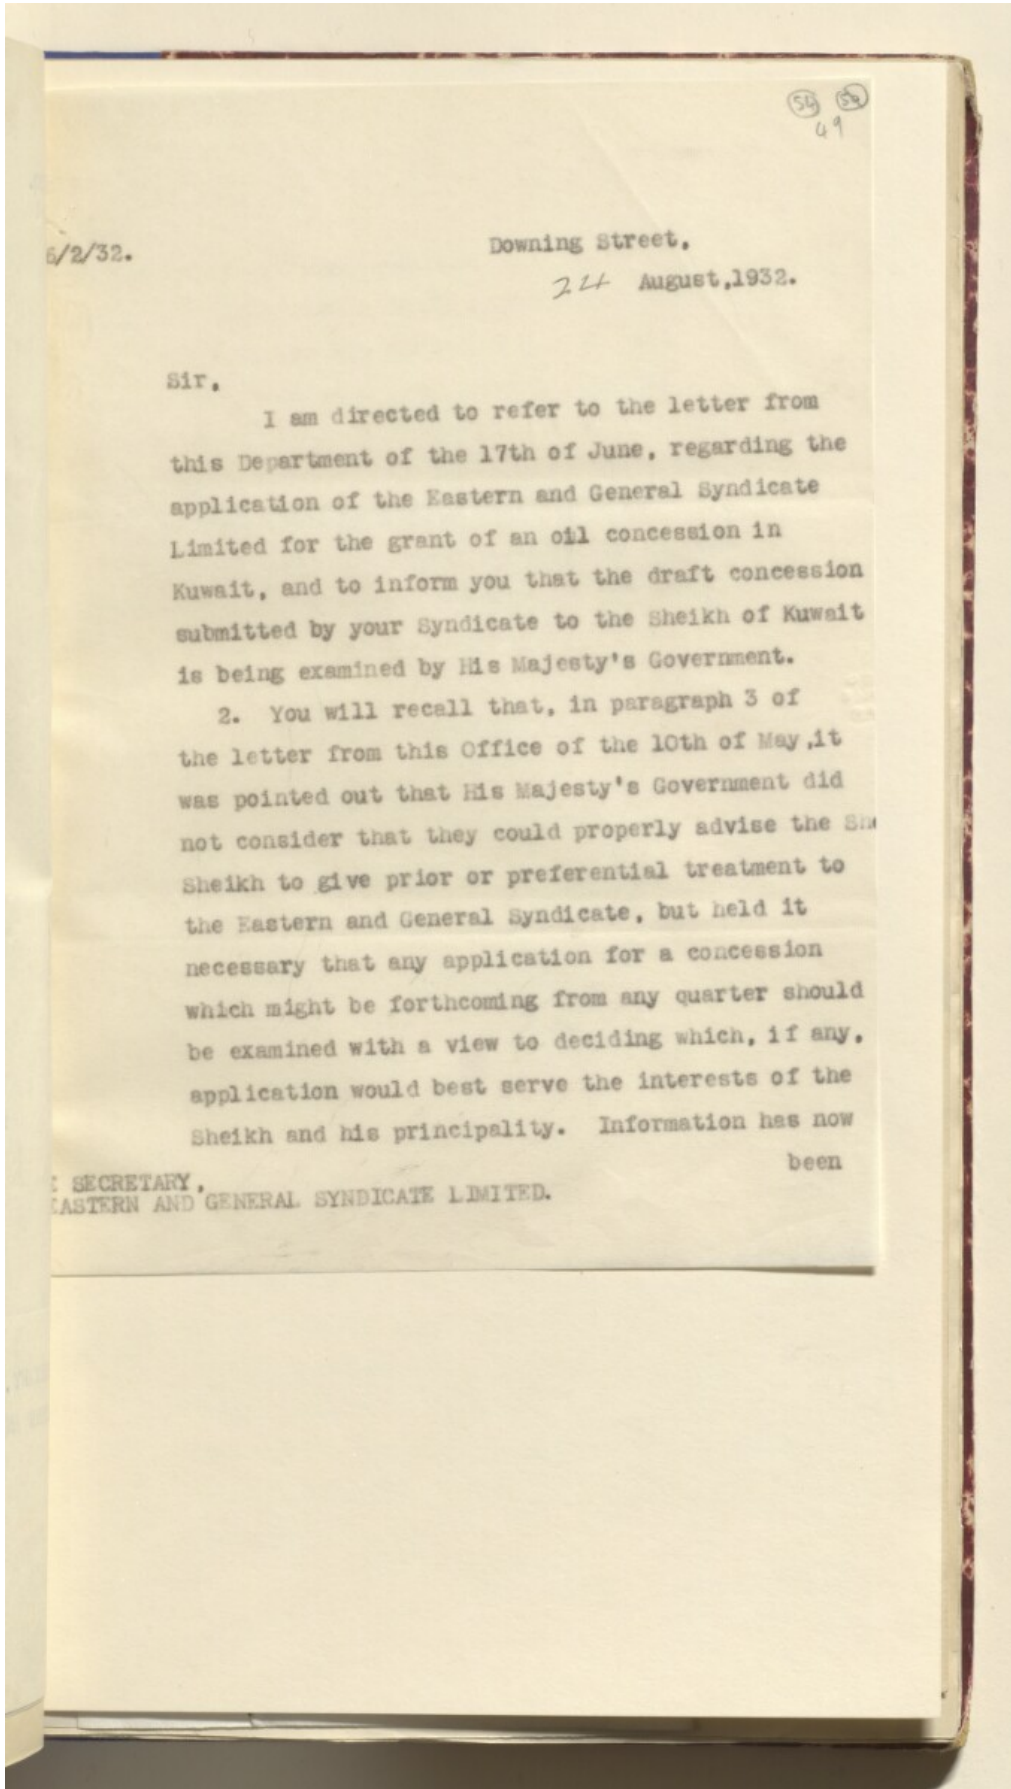 54 54
49
6/2/32.
Downing Street.
24 August,1932.
Sir,
I am directed to refer to the letter from
this Department of the 17th of June, regarding the
application of the Eastern and General Syndicate
Limited for the grant of an oil concession in
Kuwait, and to inform you that the draft concession
submitted by your Syndicate to the Sheikh of Kuwait
is being examined by His Majesty's Government.
2. You will recall that, in paragraph 3 of
the letter from this Office of the 10th of May,it
was pointed out that His Majesty's Government did
not consider that they could properly advise the She
Sheikh to give prior or preferential treatment to
the Eastern and General Syndicate, but held it
necessary that any application for a concession
which might be forthcoming from any quarter should
be examined with a view to deciding which, if any,
application would best serve the interests of the
Sheikh and his principality. Information has now
been
E SECRETARY,
EASTERN AND GENERAL SYNDICATE LIMITED.